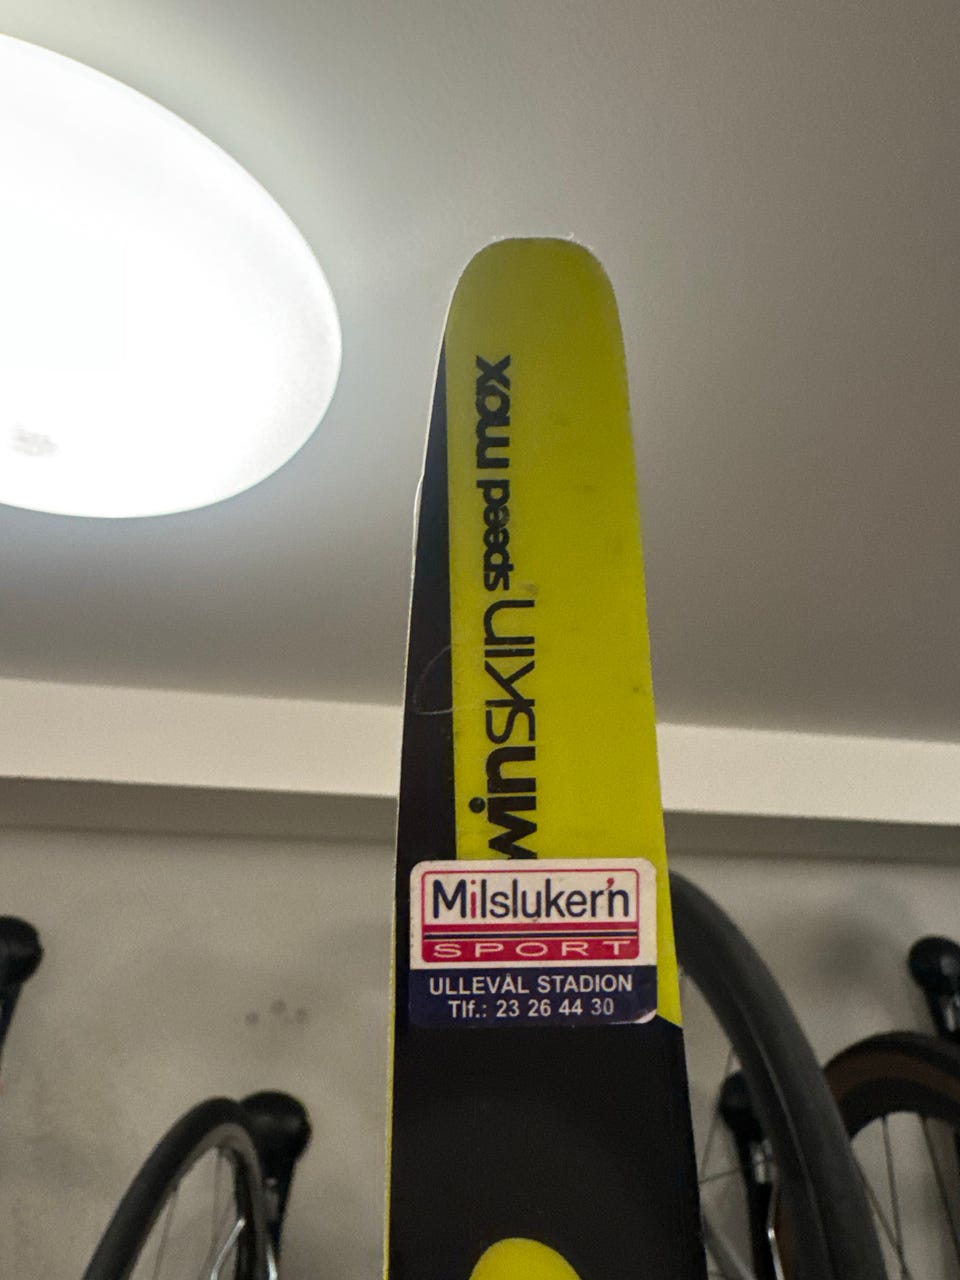 winSKIN speed max
Milsluker'n
SPORT
ULLEVÅL STADION
Tlf.: 23 26 44 30